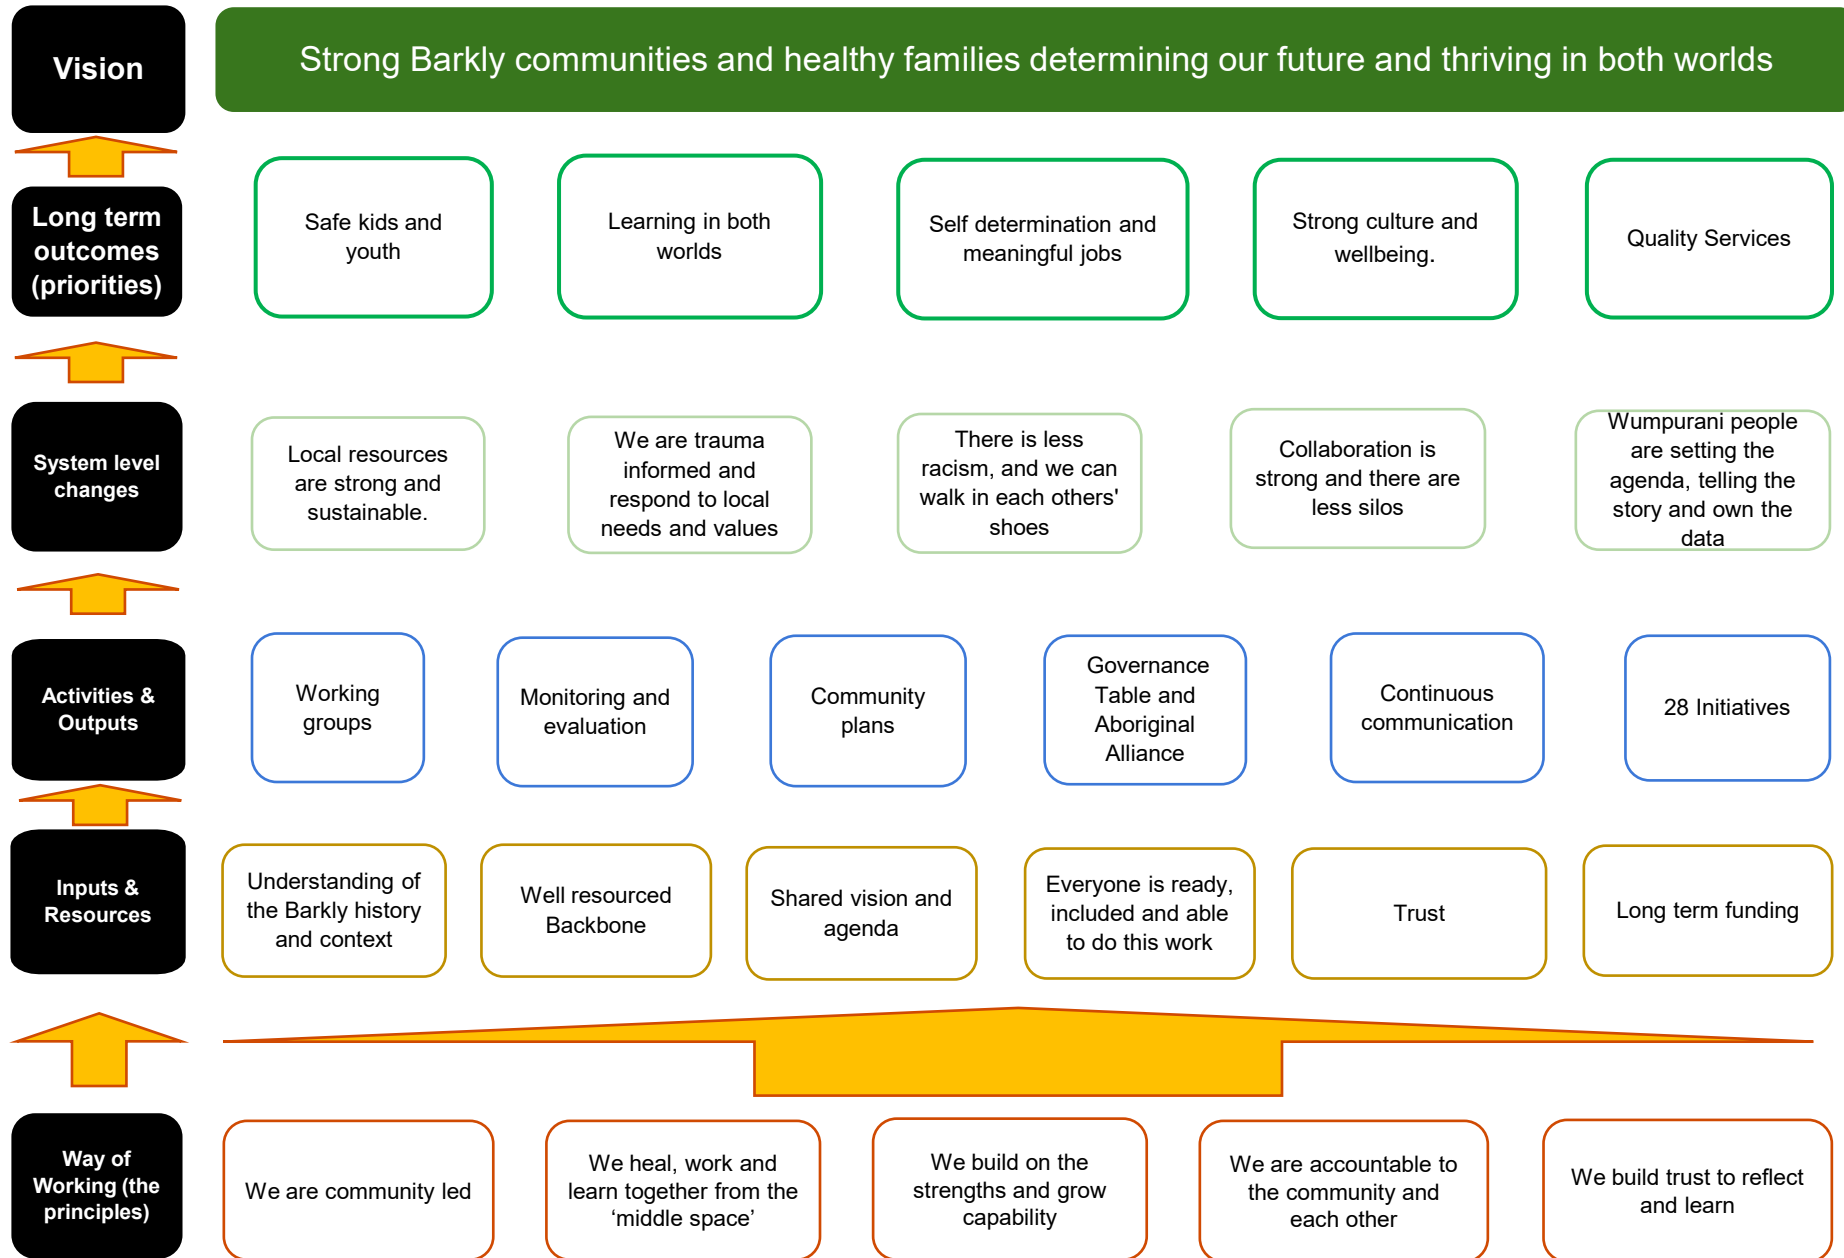 Vision
Strong Barkly communities and healthy families determining our future and thriving in both worlds
Long term
outcomes
(priorities)
Safe kids and
youth
Learning in both
worlds
Self determination and
meaningful jobs
Strong culture and
wellbeing.
Quality Services
System level
changes
Local resources
are strong and
sustainable.
We are trauma
informed and
respond to local
needs and values
There is less
racism, and we can
walk in each others'
shoes
Collaboration is
strong and there are
less silos
Wumpurani people
are setting the
agenda, telling the
story and own the
data
Activities &
Outputs
Working
groups
Monitoring and
evaluation
Community
plans
Governance
Table and
Aboriginal
Alliance
Continuous
communication
28 Initiatives
Inputs &
Resources
Understanding of
the Barkly history
and context
Well resourced
Backbone
Shared vision and
agenda
Everyone is ready,
included and able
to do this work
Trust
Long term funding
Way of
Working (the
principles)
We are community led
We heal, work and
learn together from the
‘middle space’
We build on the
strengths and grow
capability
We are accountable to
the community and
each other
We build trust to reflect
and learn